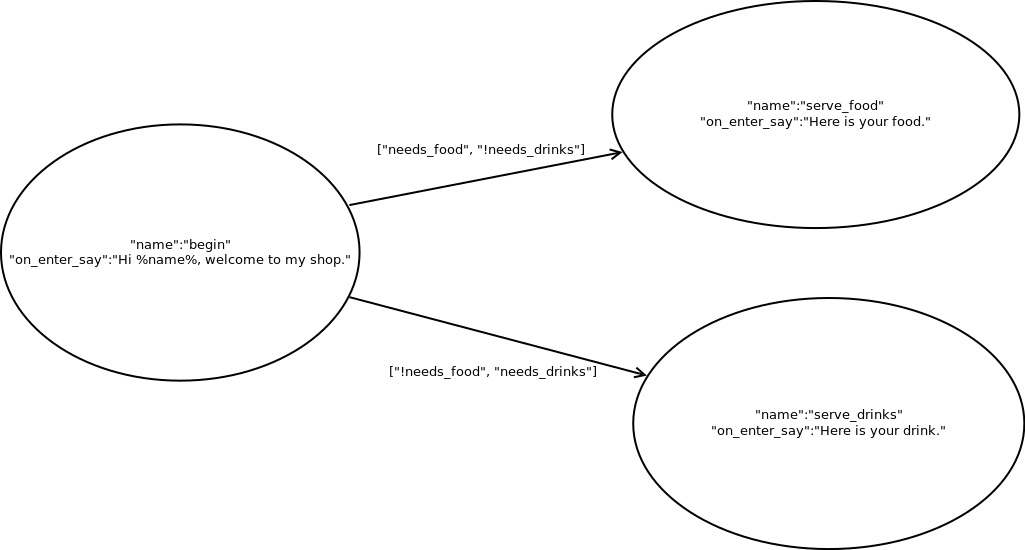 "name":"serve_food"
"on_enter_say":"Here is your food."
["needs_food", "!needs_drinks"]
"name":"begin"
"on_enter_say":"Hi %name%, welcome to my shop."
["!needs_food", "needs_drinks"]
"name":"serve_drinks"
"on_enter_say":"Here is your drink."